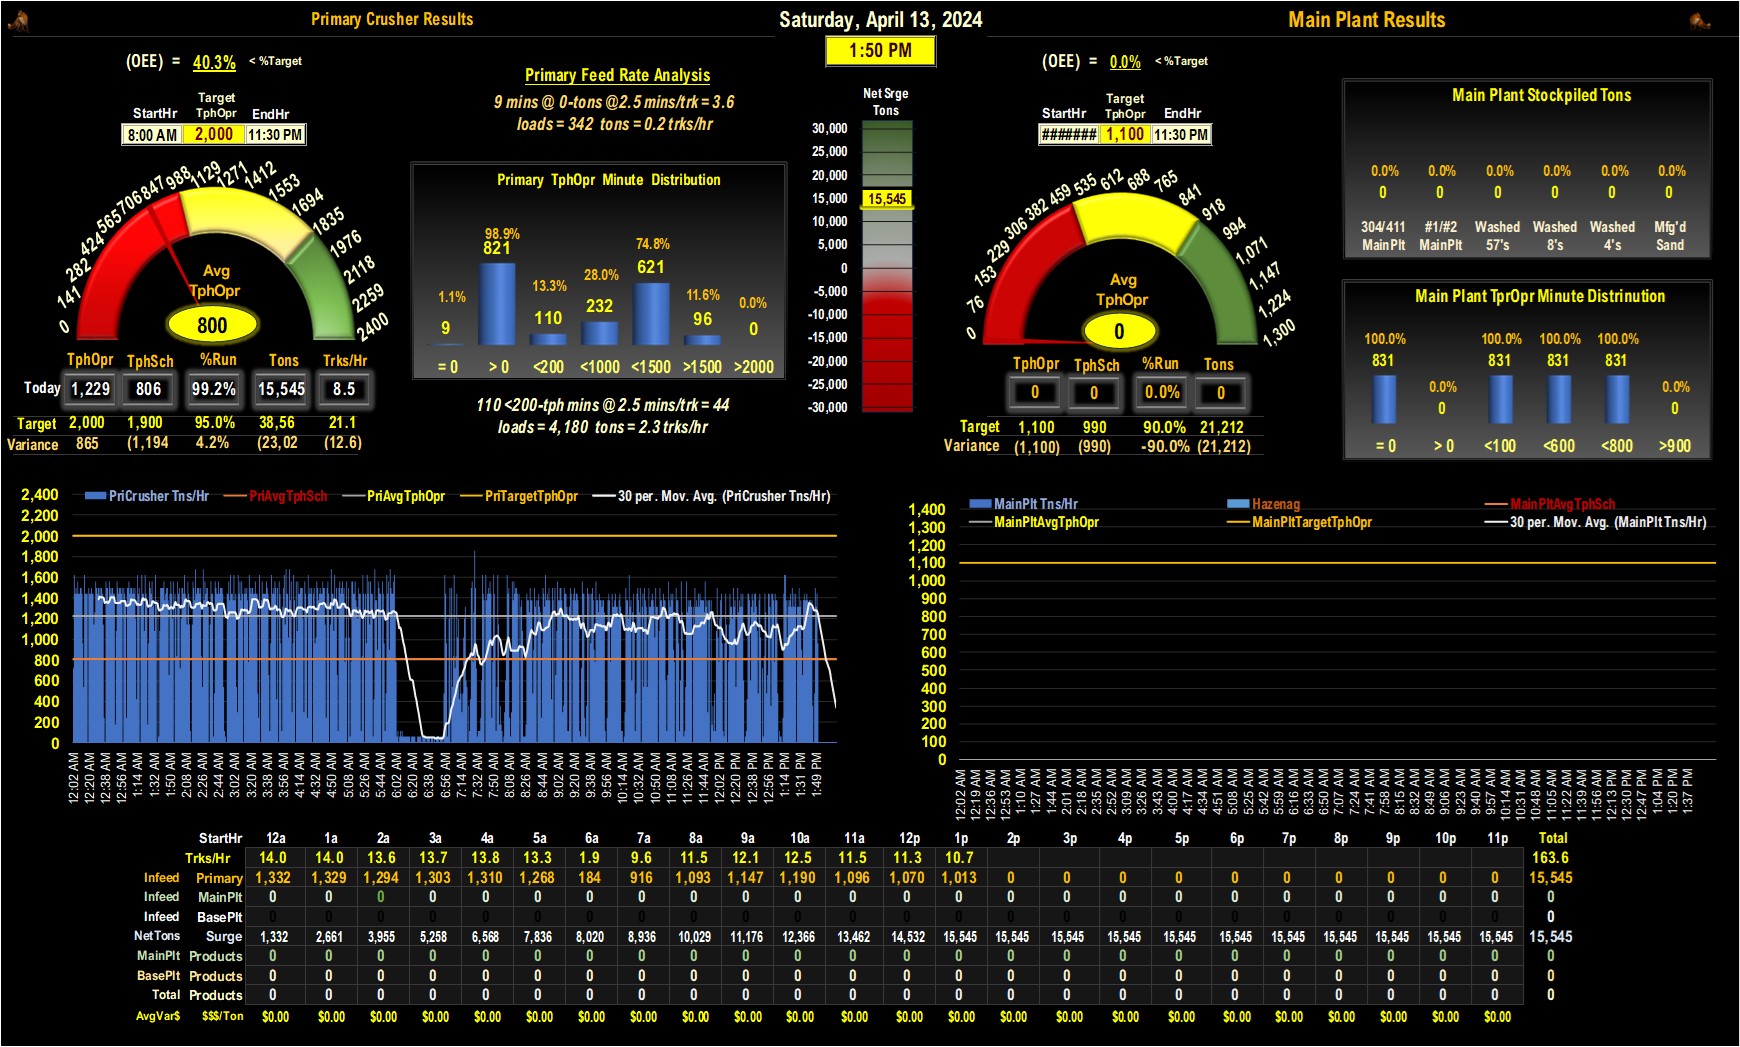 Primary Crusher Results
Saturday, April 13, 2024
Main Plant Results
1:50 PM
(OEE) = 40.3% < %Target
StartHr Target TphOpr EndHr
8:00 AM 2,000 11:30 PM
0 141 282 424 565 706 847 988 1129 1271 1412 1553 1694 1835 1976 2118 2259 2400
Avg
TphOpr
800
TphOpr TphSch %Run Tons Trks/Hr
Today 1,229 806 99.2% 15,545 8.5
Target 2,000 1,900 95.0% 38,56 21.1
Variance 865 (1,194 4.2% (23,02 (12.6)
Primary Feed Rate Analysis
9 mins @ 0-tons @2.5 mins/trk = 3.6
loads = 342 tons = 0.2 trks/hr
Primary TphOpr Minute Distribution
1.1% 98.9% 13.3% 28.0% 74.8% 11.6% 0.0%
9 821 110 232 621 96 0
= 0 > 0 <200 <1000 <1500 >1500 >2000
110 <200-tph mins @ 2.5 mins/trk = 44
loads = 4,180 tons = 2.3 trks/hr
Net Srge
Tons
30,000
25,000
20,000
15,000
15,545
10,000
5,000
0
-5,000
-10,000
-15,000
-20,000
-25,000
-30,000
(OEE) = 0.0% < %Target
StartHr Target TphOpr EndHr
####### 1,100 11:30 PM
0 76 153 229 306 382 459 535 612 688 765 841 918 994 1,071 1,147 1,224 1,300
Avg
TphOpr
0
TphOpr TphSch %Run Tons
0 0 0.0% 0
Target 1,100 990 90.0% 21,212
Variance (1,100) (990) -90.0% (21,212)
Main Plant Stockpiled Tons
0.0% 0.0% 0.0% 0.0% 0.0% 0.0%
0 0 0 0 0 0
304/411 #1/#2 Washed Washed Washed Mfg'd
MainPlt MainPlt 57's 8's 4's Sand
Main Plant TprOpr Minute Distrinution
100.0% 0.0% 100.0% 100.0% 100.0% 0.0%
831 0 831 831 831 0
= 0 > 0 <100 <600 <800 >900
PriCrusher Tns/Hr PriAvgTphSch PriAvgTphOpr PriTargetTphOpr 30 per. Mov. Avg. (PriCrusher Tns/Hr)
2,400
2,200
2,000
1,800
1,600
1,400
1,200
1,000
800
600
400
200
0
12:02 AM 12:20 AM 12:38 AM 12:56 AM 1:14 AM 1:32 AM 1:50 AM 2:08 AM 2:26 AM 2:44 AM 3:02 AM 3:20 AM 3:38 AM 3:56 AM 4:14 AM 4:32 AM 4:50 AM 5:08 AM 5:26 AM 5:44 AM 6:02 AM 6:20 AM 6:38 AM 6:56 AM 7:14 AM 7:32 AM 7:50 AM 8:08 AM 8:26 AM 8:44 AM 9:02 AM 9:20 AM 9:38 AM 9:56 AM 10:14 AM 10:32 AM 10:50 AM 11:08 AM 11:26 AM 11:44 AM 12:02 PM 12:20 PM 12:38 PM 12:56 PM 1:14 PM 1:31 PM 1:49 PM
MainPlt Tns/Hr Hazenag MainPltAvgTphSch
MainPltAvgTphOpr MainPltTargetTphOpr 30 per. Mov. Avg. (MainPlt Tns/Hr)
1,400
1,300
1,200
1,100
1,000
900
800
700
600
500
400
300
200
100
0
12:02 AM 12:19 AM 12:36 AM 12:53 AM 1:10 AM 1:27 AM 1:44 AM 2:01 AM 2:18 AM 2:35 AM 2:52 AM 3:09 AM 3:26 AM 3:43 AM 4:00 AM 4:17 AM 4:34 AM 4:51 AM 5:08 AM 5:25 AM 5:42 AM 5:59 AM 6:16 AM 6:33 AM 6:50 AM 7:07 AM 7:24 AM 7:41 AM 7:58 AM 8:15 AM 8:32 AM 8:49 AM 9:06 AM 9:23 AM 9:40 AM 9:57 AM 10:14 AM 10:31 AM 10:48 AM 11:05 AM 11:22 AM 11:39 AM 11:56 AM 12:13 PM 12:30 PM 12:47 PM 1:04 PM 1:20 PM 1:37 PM
StartHr 12a 1a 2a 3a 4a 5a 6a 7a 8a 9a 10a 11a 12p 1p 2p 3p 4p 5p 6p 7p 8p 9p 10p 11p Total
Trks/Hr 14.0 14.0 13.6 13.7 13.8 13.3 1.9 9.6 11.5 12.1 12.5 11.5 11.3 10.7 163.6
Infeed Primary 1,332 1,329 1,294 1,303 1,310 1,268 184 916 1,093 1,147 1,190 1,096 1,070 1,013 0 0 0 0 0 0 0 0 0 0 15,545
Infeed MainPlt 0 0 0 0 0 0 0 0 0 0 0 0 0 0 0 0 0 0 0 0 0 0 0 0 0
Infeed BasePlt 0 0 0 0 0 0 0 0 0 0 0 0 0 0 0 0 0 0 0 0 0 0 0 0 0
NetTons Surge 1,332 2,661 3,955 5,258 6,568 7,836 8,020 8,936 10,029 11,176 12,366 13,462 14,532 15,545 15,545 15,545 15,545 15,545 15,545 15,545 15,545 15,545 15,545 15,545 15,545
MainPlt Products 0 0 0 0 0 0 0 0 0 0 0 0 0 0 0 0 0 0 0 0 0 0 0 0 0
BasePlt Products 0 0 0 0 0 0 0 0 0 0 0 0 0 0 0 0 0 0 0 0 0 0 0 0 0
Total Products 0 0 0 0 0 0 0 0 0 0 0 0 0 0 0 0 0 0 0 0 0 0 0 0 0
AvgVar$ $$$/Ton $0.00 $0.00 $0.00 $0.00 $0.00 $0.00 $0.00 $0.00 $0.00 $0.00 $0.00 $0.00 $0.00 $0.00 $0.00 $0.00 $0.00 $0.00 $0.00 $0.00 $0.00 $0.00 $0.00 $0.00